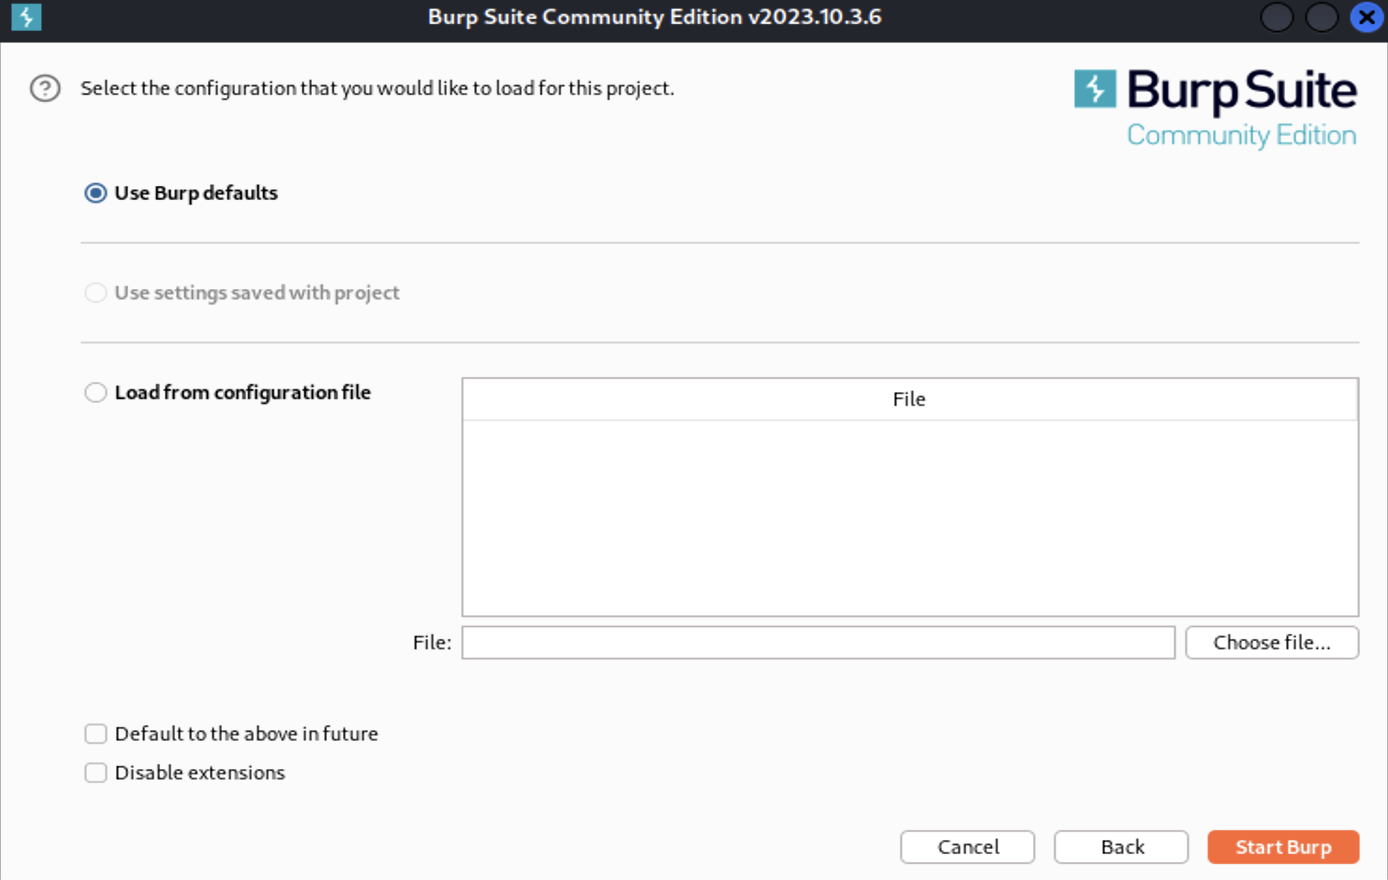 Burp Suite Community Edition v2023.10.3.6
Select the configuration that you would like to load for this project.
Burp Suite
Community Edition
Use Burp defaults
Use settings saved with project
Load from configuration file
File
File:
Choose file...
Default to the above in future
Disable extensions
Cancel
Back
Start Burp